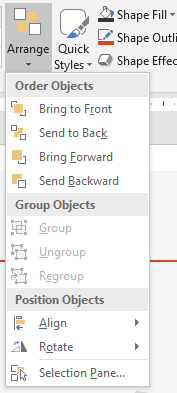 Arrange
Quick
Styles
Shape Fill
Shape Outli
Shape Effec
Order Objects
Bring to Front
Send to Back
Bring Forward
Send Backward
Group Objects
Group
Ungroup
Regroup
Position Objects
Align
Rotate
Selection Pane...